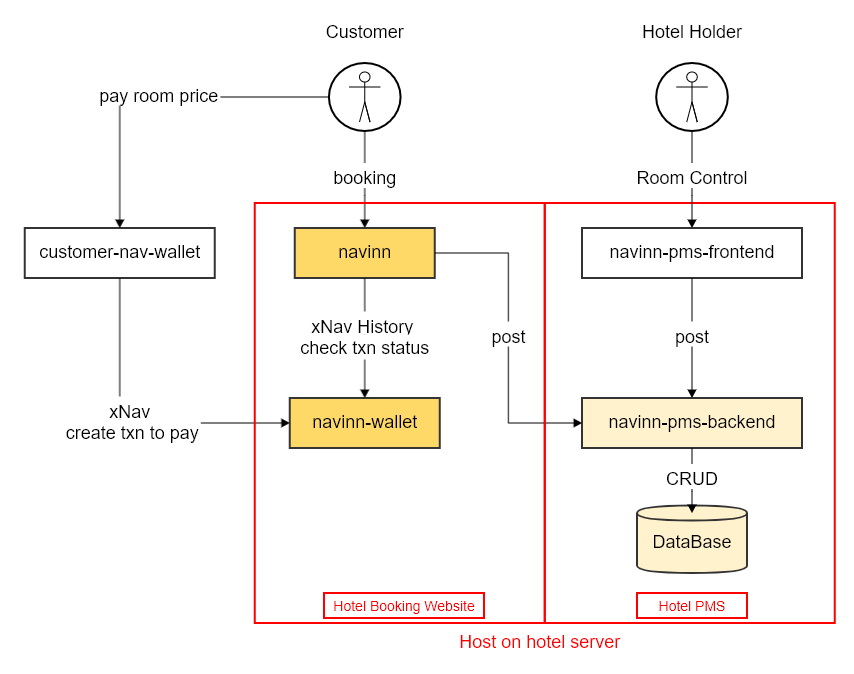 Customer
Hotel Holder
pay room price
booking
Room Control
customer-nav-wallet
navinn
navinn-pms-frontend
xNav History
check txn status
post
post
xNav
create txn to pay
navinn-wallet
navinn-pms-backend
CRUD
DataBase
Hotel Booking Website
Hotel PMS
Host on hotel server